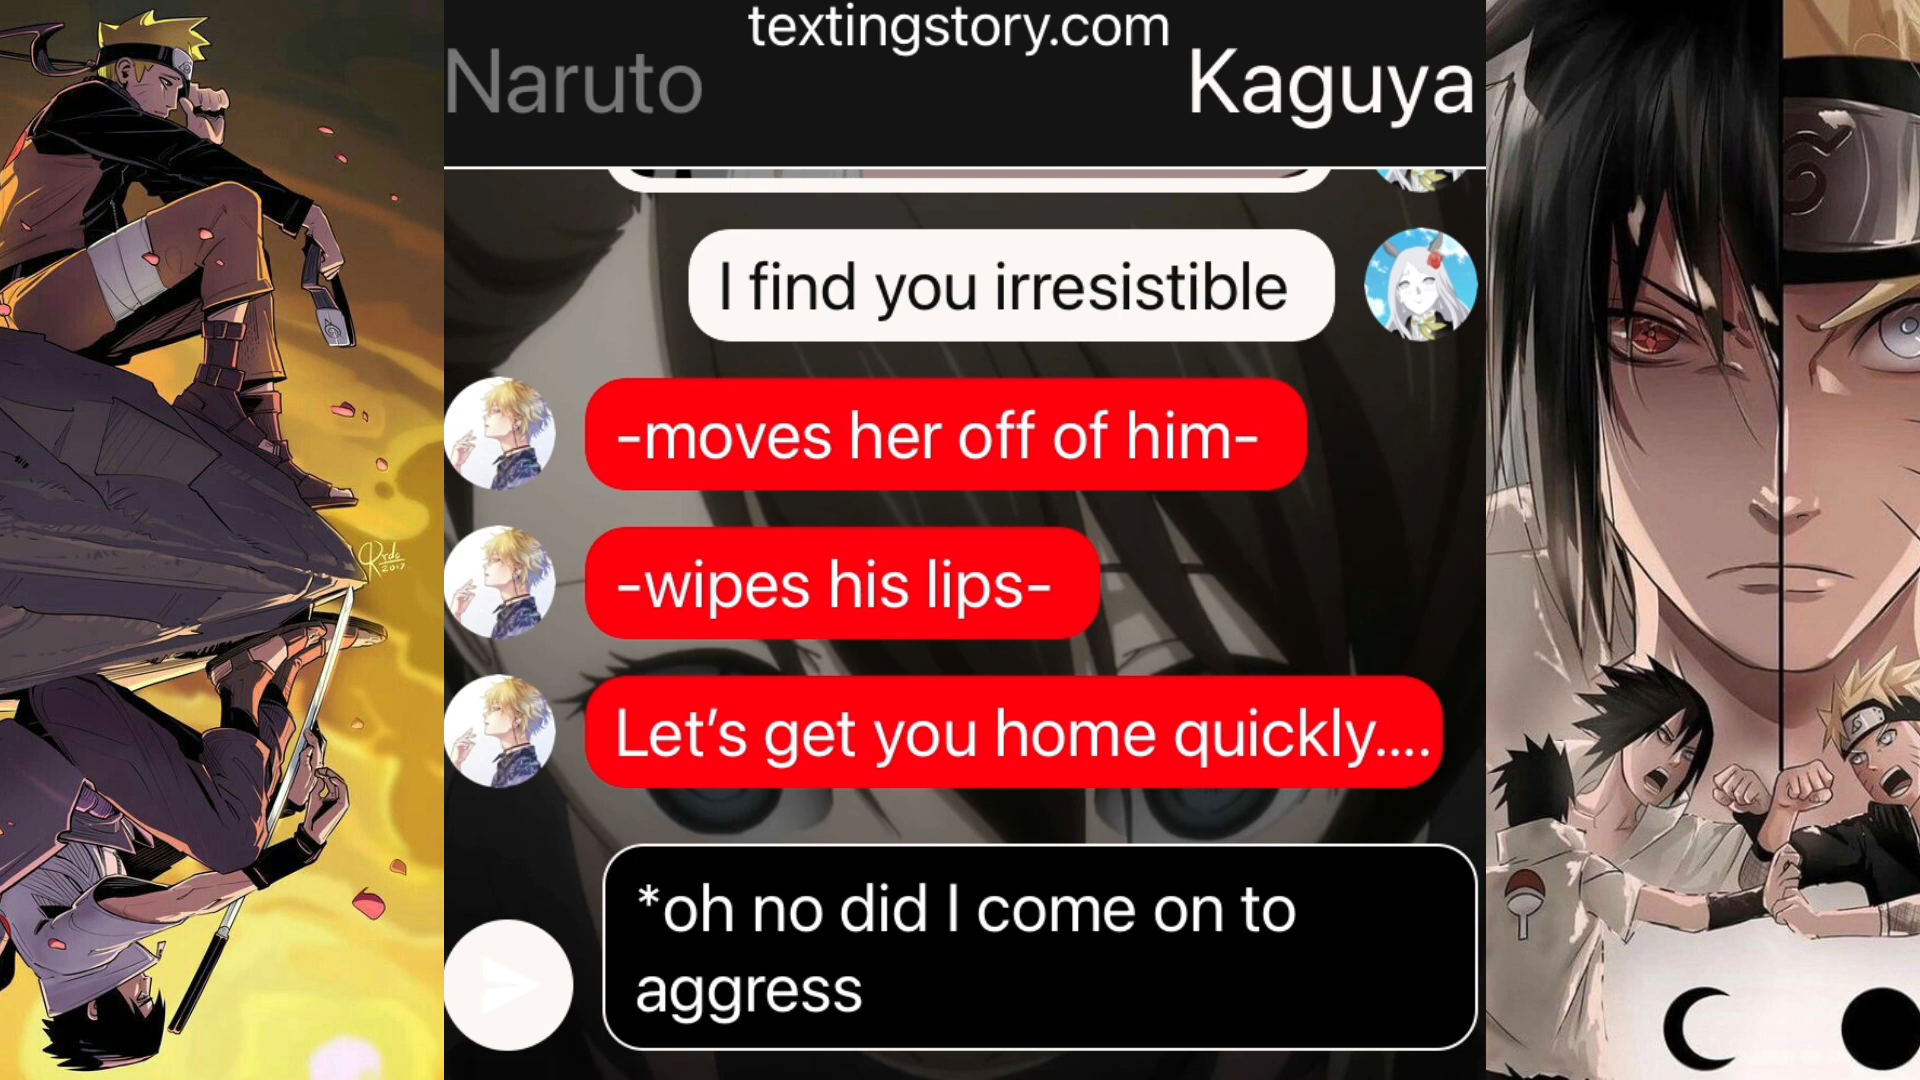 textingstory.com
Naruto
Kaguya
I find you irresistible
-moves her off of him-
-wipes his lips-
Let’s get you home quickly....
*oh no did I come on to
aggress
2017